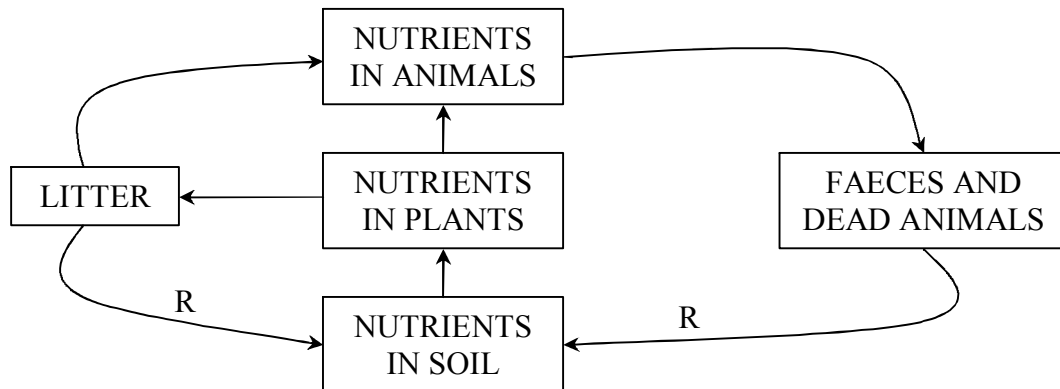 NUTRIENTS
IN ANIMALS
LITTER
NUTRIENTS
IN PLANTS
FAECES AND
DEAD ANIMALS
R
R
NUTRIENTS
IN SOIL